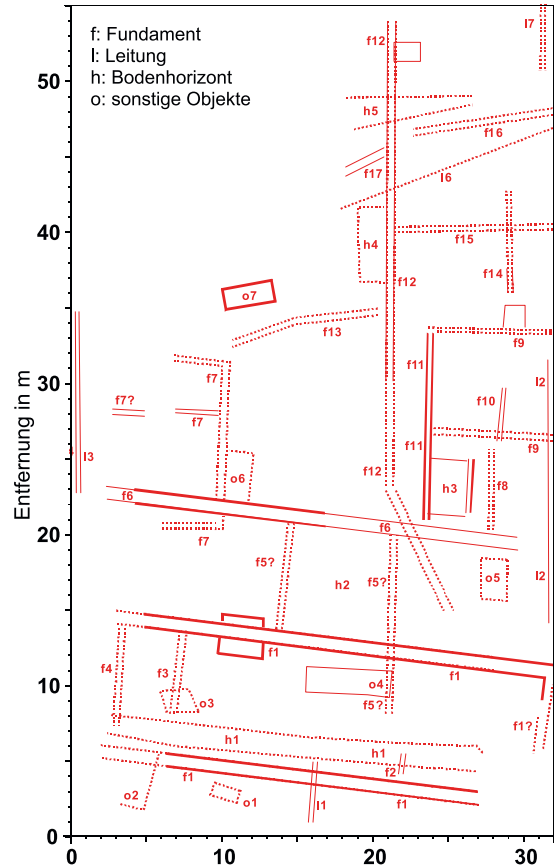 f: Fundament
l: Leitung
h: Bodenhorizont
o: sonstige Objekte
Entfernung in m
50
40
30
20
10
0
0
10
20
30
f12
l7
h5
f16
f17
l6
h4
f15
f14
f12
o7
f13
f9
f7
f11
l2
f7?
f7
f10
l3
f11
f9
f12
o6
h3
f8
f6
f6
f7
f5?
h2
f5?
o5
l2
f1
f4
f3
f1
o4
o3
f5?
f1?
h1
h1
f2
f1
o2
o1
l1
f1